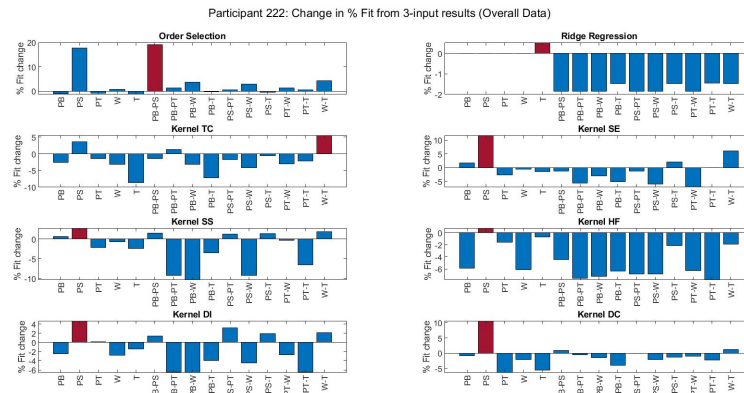 Participant 222: Change in % Fit from 3-input results (Overall Data)
Order Selection
% Fit change
20
10
0
PB PS PT W T PB-PS PB-PT PB-W PB-T PS-PT PS-W PS-T PT-W PT-T W-T
Ridge Regression
% Fit change
0
-1
-2
PB PS PT W T PB-PS PB-PT PB-W PB-T PS-PT PS-W PS-T PT-W PT-T W-T
Kernel TC
% Fit change
5
0
-5
-10
PB PS PT W T PB-PS PB-PT PB-W PB-T PS-PT PS-W PS-T PT-W PT-T W-T
Kernel SE
% Fit change
10
5
0
-5
PB PS PT W T PB-PS PB-PT PB-W PB-T PS-PT PS-W PS-T PT-W PT-T W-T
Kernel SS
% Fit change
0
-5
-10
PB PS PT W T PB-PS PB-PT PB-W PB-T PS-PT PS-W PS-T PT-W PT-T W-T
Kernel HF
% Fit change
0
-2
-4
-6
PB PS PT W T PB-PS PB-PT PB-W PB-T PS-PT PS-W PS-T PT-W PT-T W-T
Kernel DI
% Fit change
4
2
0
-2
-4
-6
PB PS PT W T PB-PS PB-PT PB-W PB-T PS-PT PS-W PS-T PT-W PT-T W-T
Kernel DC
% Fit change
10
5
0
-5
PB PS PT W T PB-PS PB-PT PB-W PB-T PS-PT PS-W PS-T PT-W PT-T W-T